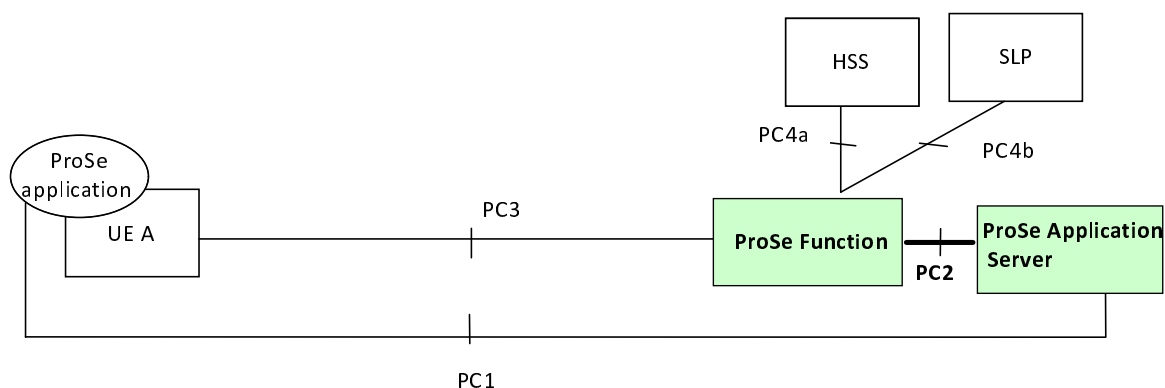 HSS
SLP
PC4a
PC4b
ProSe
application
UE A
PC3
ProSe Function
PC2
ProSe Application
Server
PC1